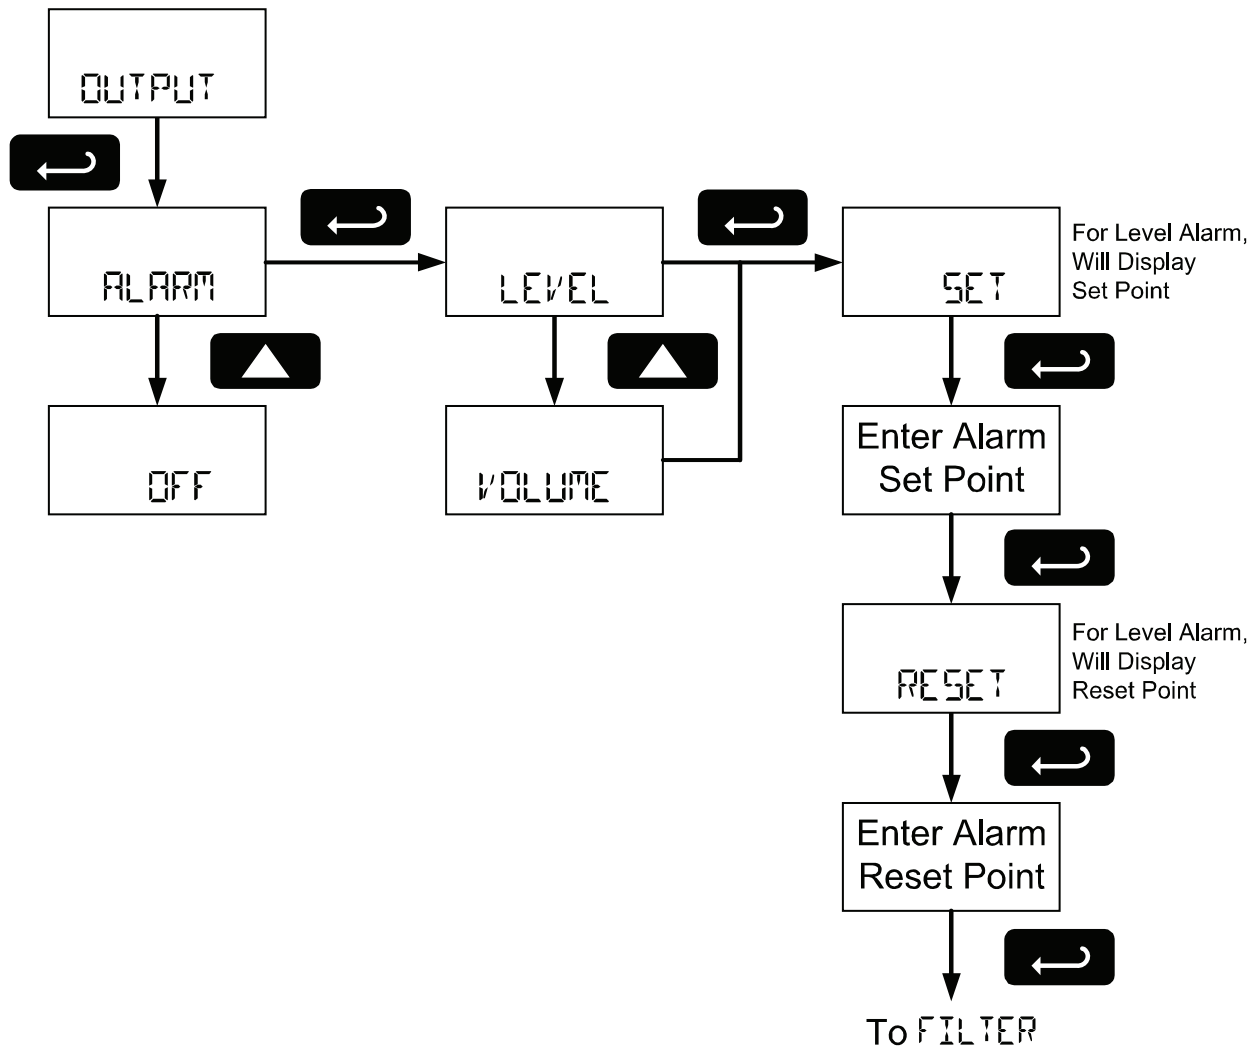 OUTPUT
ALARM
OFF
LEVEL
VOLUME
SET
For Level Alarm,
Will Display
Set Point
Enter Alarm
Set Point
RESET
For Level Alarm,
Will Display
Reset Point
Enter Alarm
Reset Point
To FILTER